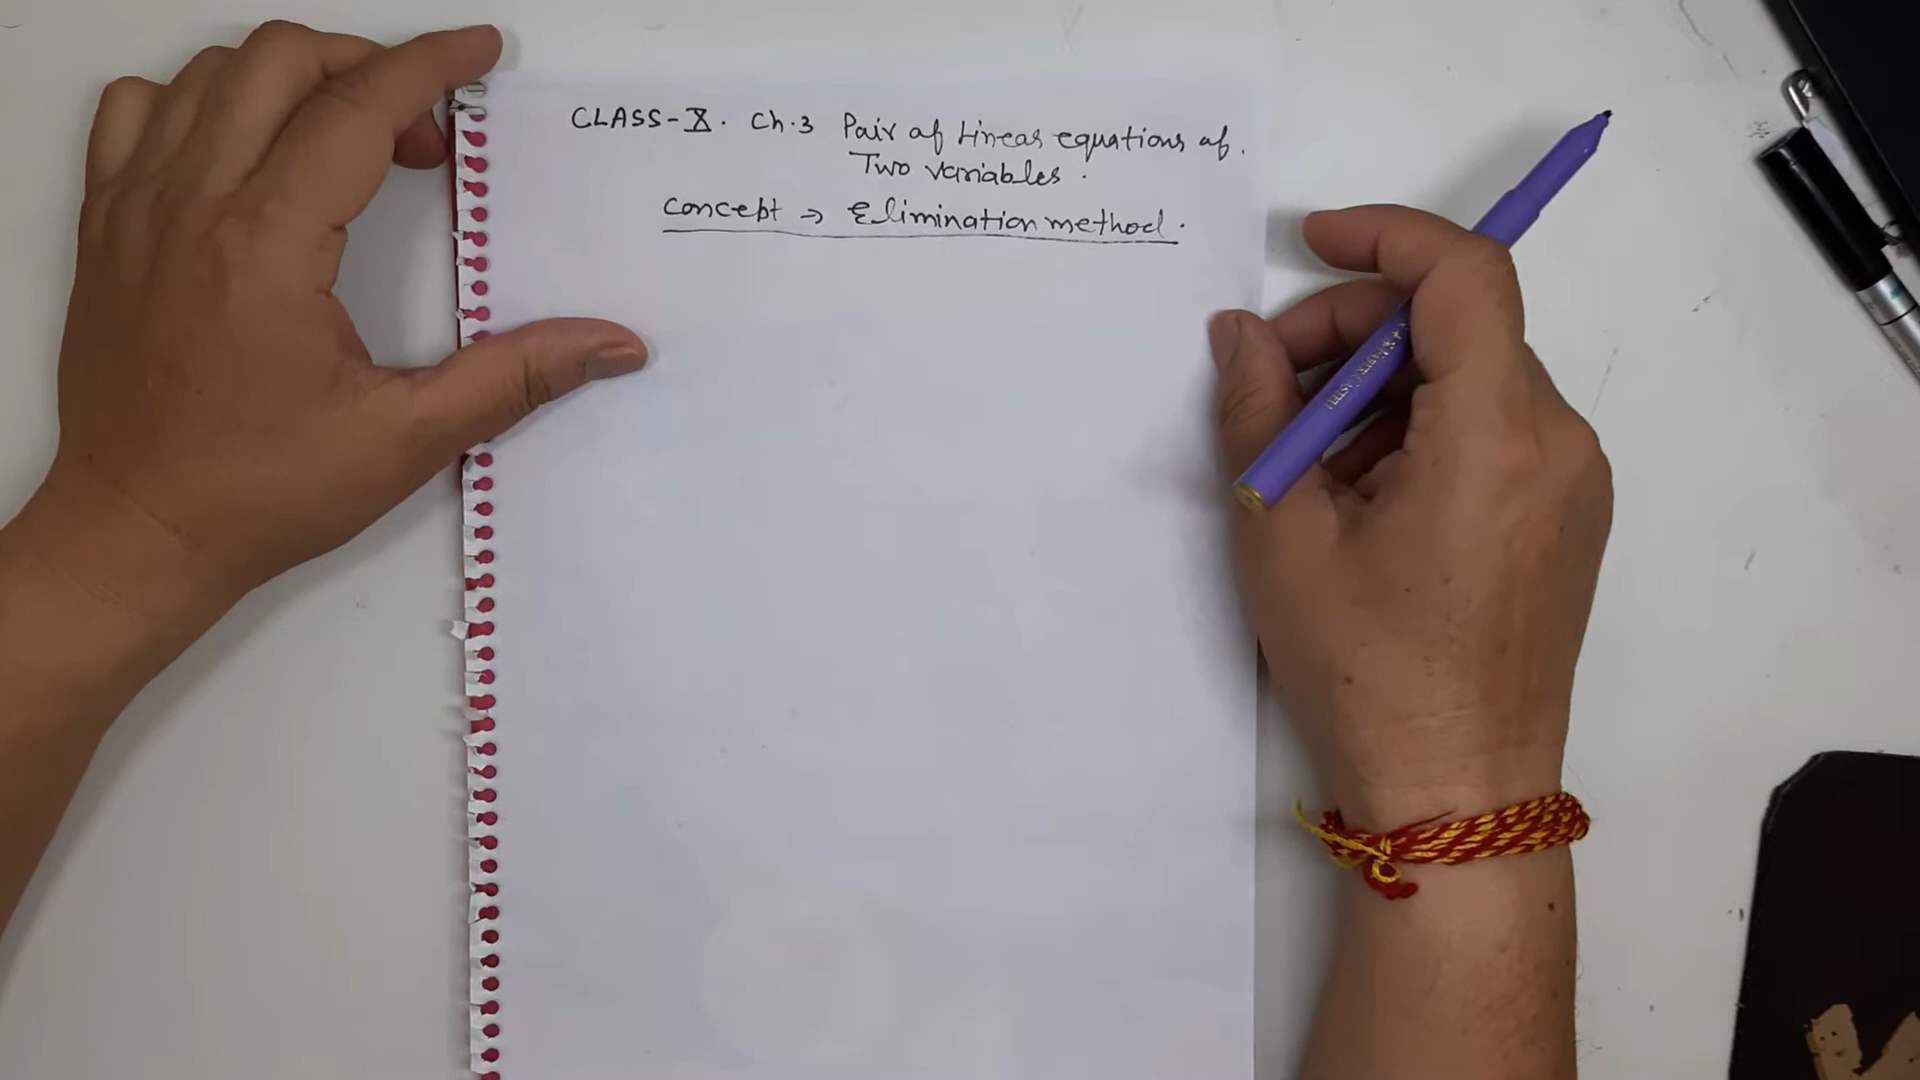 CLASS-X. Ch.3 Pair of Linear equations of.
Two variables.
Concept → Elimination method.